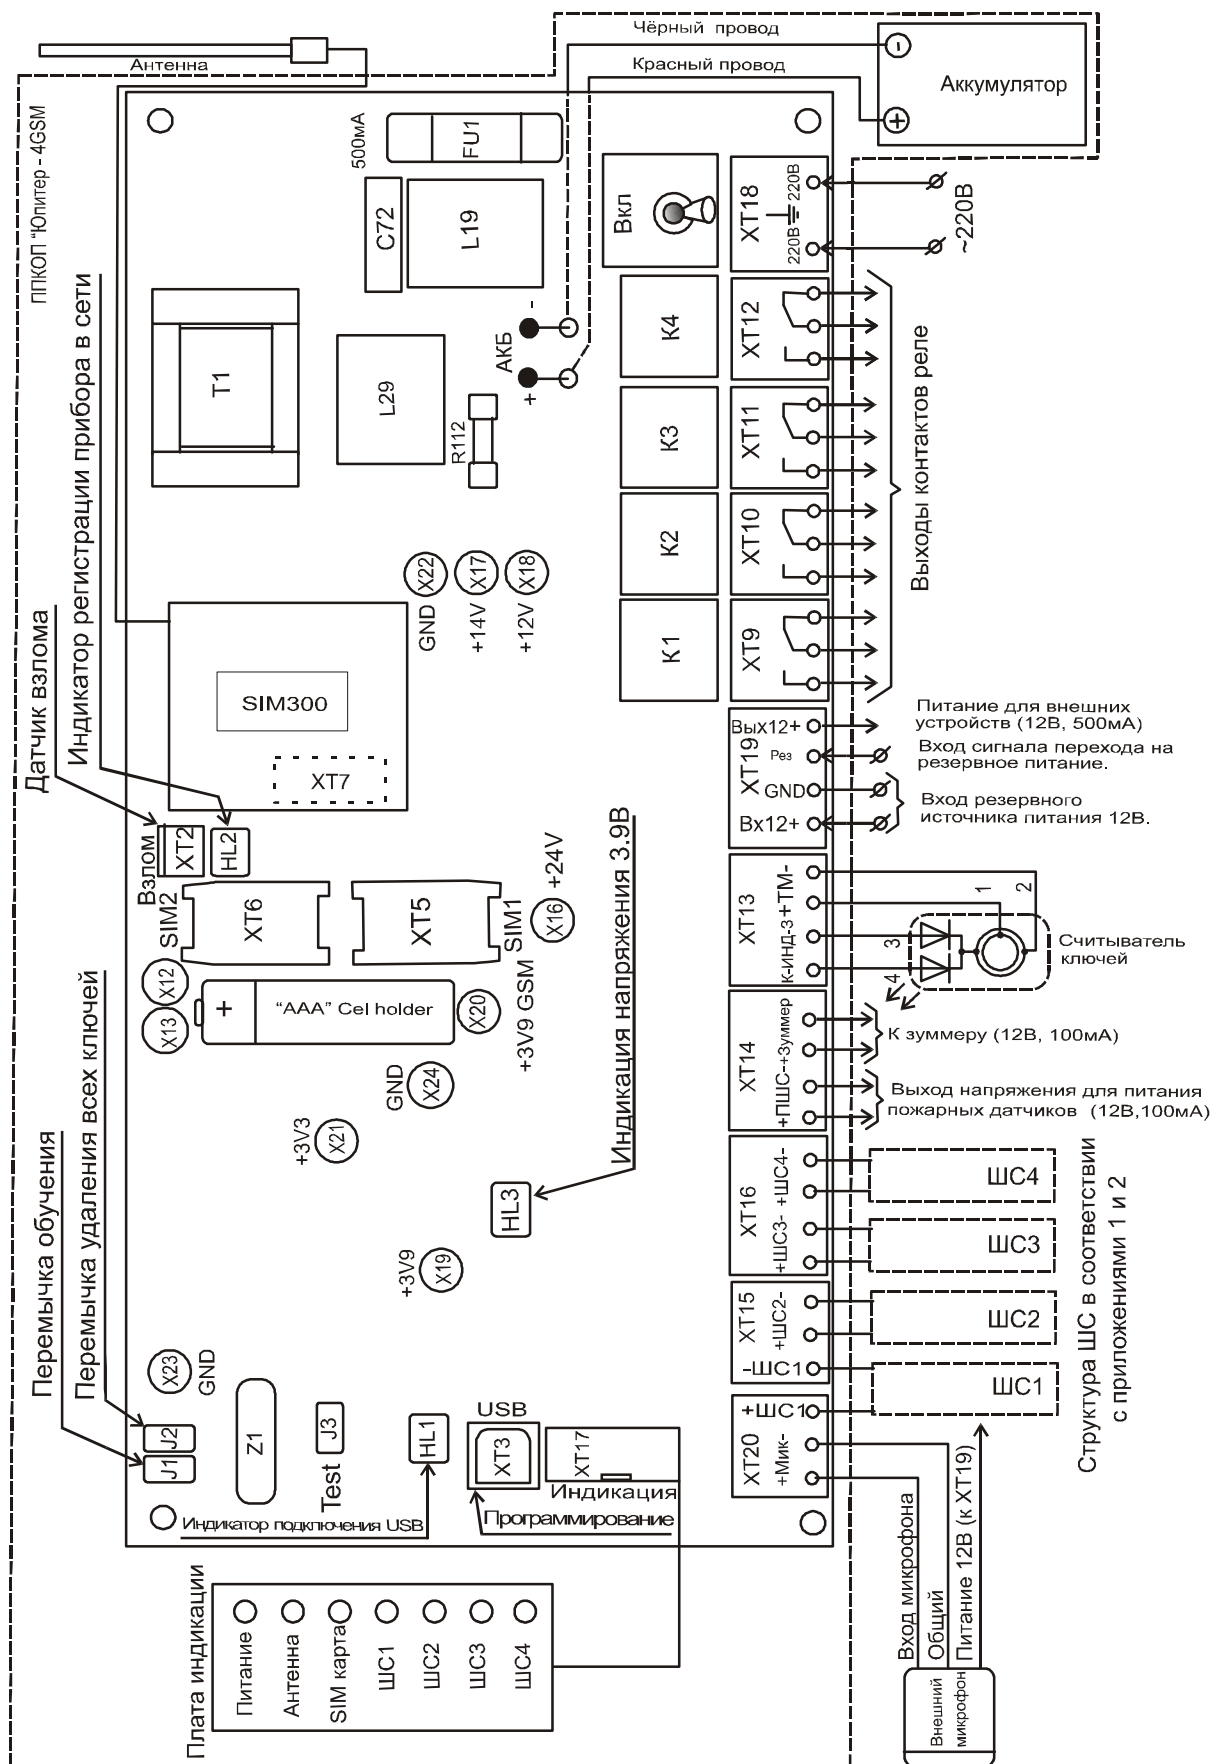 Чёрный провод
Антенна
Красный провод
Аккумулятор
-
+
ППКОП "Юпитер - 4GSM
500мА
FU1
C72
L19
Вкл
XT18
220В
220В
~220В
Индикатор регистрации прибора в сети
T1
L29
R112
АКБ
-
+
K4
XT12
K3
XT11
K2
XT10
K1
XT9
Выходы контактов реле
X22
GND
X17
+14V
X18
+12V
Датчик взлома
SIM300
XT7
XT19
Вых12+
Рез
GND
Вх12+
Питание для внешних
устройств (12В, 500мА)
Вход сигнала перехода на
резервное питание.
Вход резервного
источника питания 12В.
Взлом
XT2
HL2
SIM2
XT6
XT5
SIM1
X16
+24V
Индикация напряжения 3.9В
XT13
К-ИНД-З+ТМ-
1
2
3
4
Считыватель
ключей
X12
X13
+
“AAA” Cel holder
X20
+3V9 GSM
XT14
+ПШС-+Зуммер
К зуммеру (12В, 100мА)
Выход напряжения для питания
пожарных датчиков (12В,100мА)
GND
X24
+3V3
X21
Перемычка обучения
Перемычка удаления всех ключей
HL3
+3V9
X19
XT16
+ШС3- +ШС4-
ШС4
ШС3
XT15
+ШС2-
-ШС1
ШС2
ШС1
Структура ШС в соответствии
с приложениями 1 и 2
X23
GND
J2
J1
Z1
J3
Test
HL1
USB
XT3
XT17
Индикация
Программирование
Индикатор подключения USB
XT20
+ШС1
+Мик-
Плата индикации
Питание
Антенна
SIM карта
ШС1
ШС2
ШС3
ШС4
Вход микрофона
Общий
Питание 12В (к XT19)
Внешний
микрофон